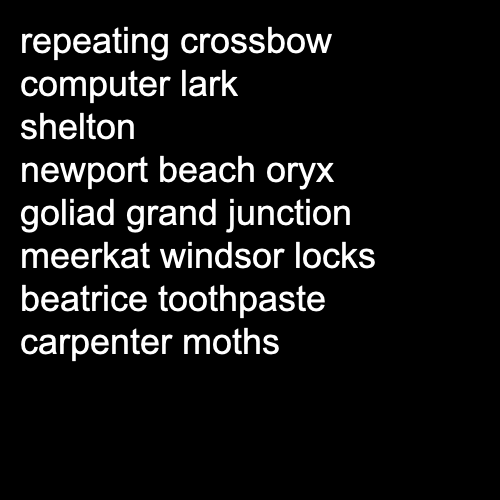 repeating crossbow
computer lark
shelton
newport beach oryx
goliad grand junction
meerkat windsor locks
beatrice toothpaste
carpenter moths